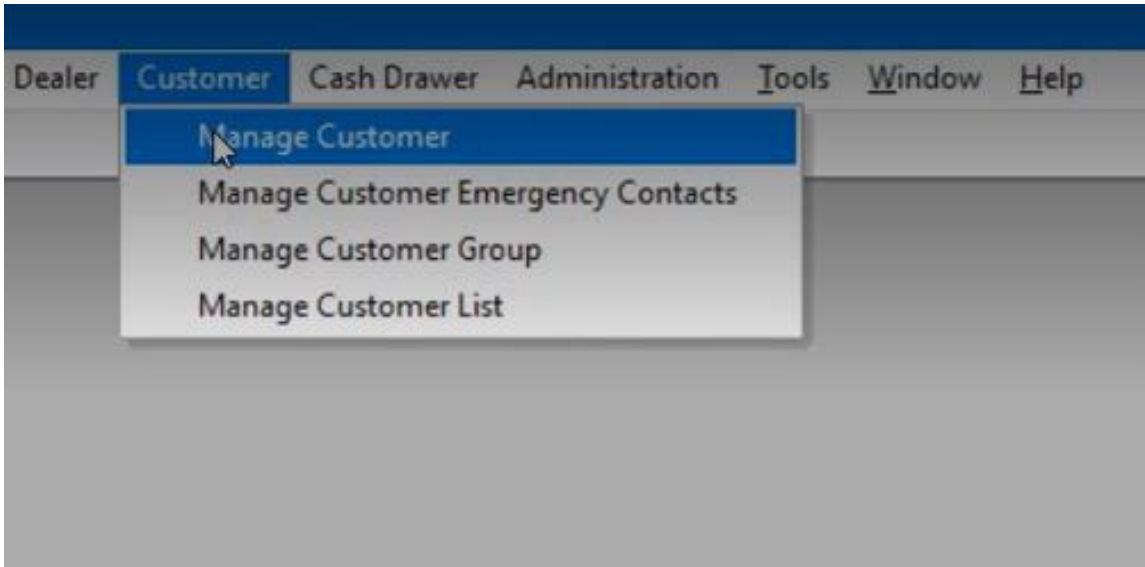 Dealer Customer Cash Drawer Administration Tools Window Help
Manage Customer
Manage Customer Emergency Contacts
Manage Customer Group
Manage Customer List